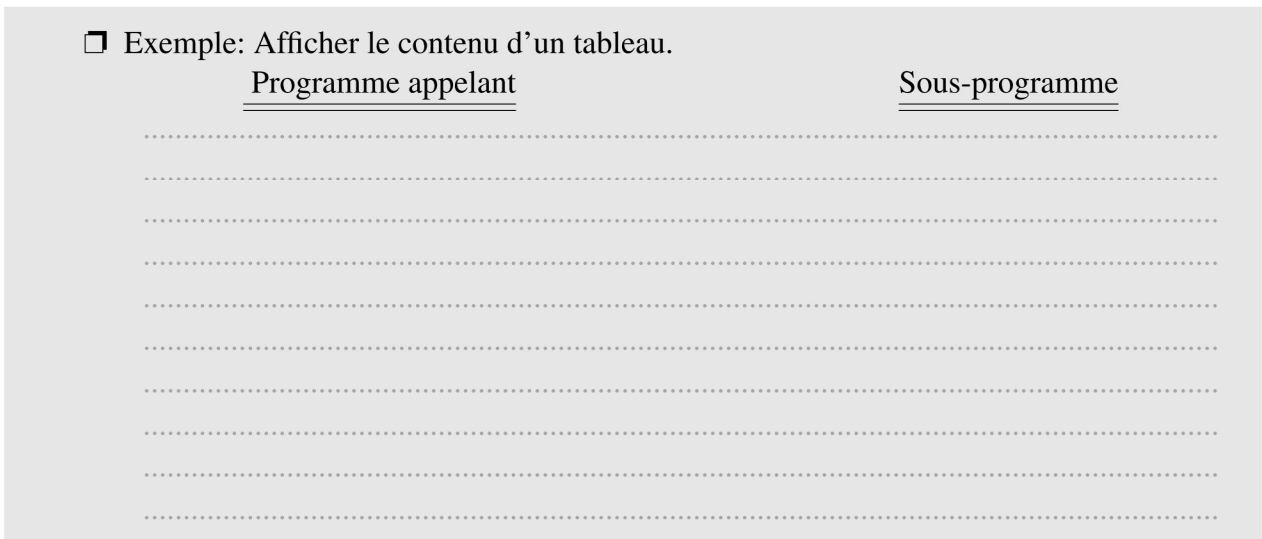 ❐ Exemple: Afficher le contenu d'un tableau.
Programme appelant Sous-programme